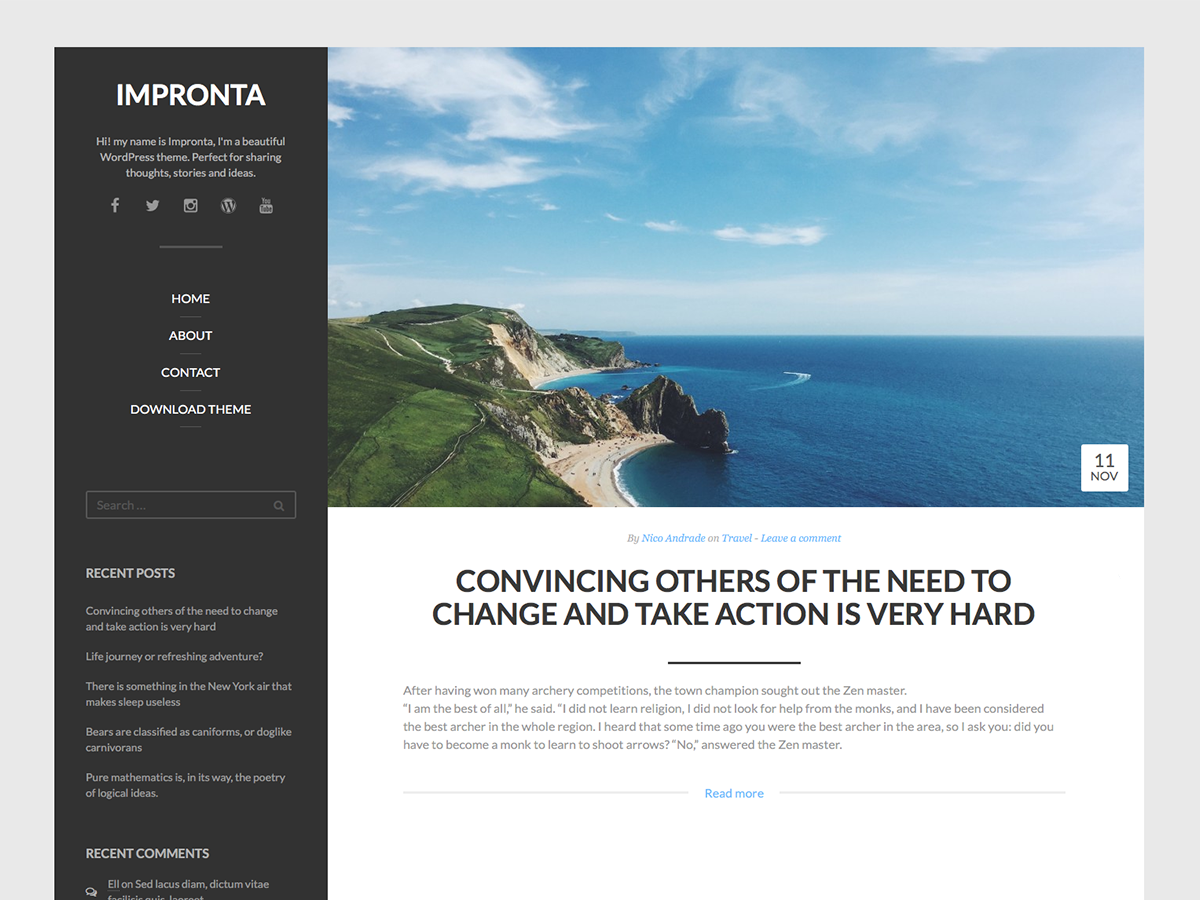 IMPRONTA
Hi! my name is Impronta, I'm a beautiful
WordPress theme. Perfect for sharing
thoughts, stories and ideas.
You
Tube
HOME
ABOUT
CONTACT
DOWNLOAD THEME
Search ...
RECENT POSTS
Convincing others of the need to change
and take action is very hard
Life journey or refreshing adventure?
There is something in the New York air that
makes sleep useless
Bears are classified as caniforms, or doglike
carnivorans
Pure mathematics is, in its way, the poetry
of logical ideas.
RECENT COMMENTS
Ell on Sed lacus diam, dictum vitae
facilisis quis, laoreet
11
NOV
By Nico Andrade on Travel - Leave a comment
CONVINCING OTHERS OF THE NEED TO
CHANGE AND TAKE ACTION IS VERY HARD
After having won many archery competitions, the town champion sought out the Zen master.
“I am the best of all,” he said. “I did not learn religion, I did not look for help from the monks, and I have been considered
the best archer in the whole region. I heard that some time ago you were the best archer in the area, so I ask you: did you
have to become a monk to learn to shoot arrows? “No,” answered the Zen master.
Read more